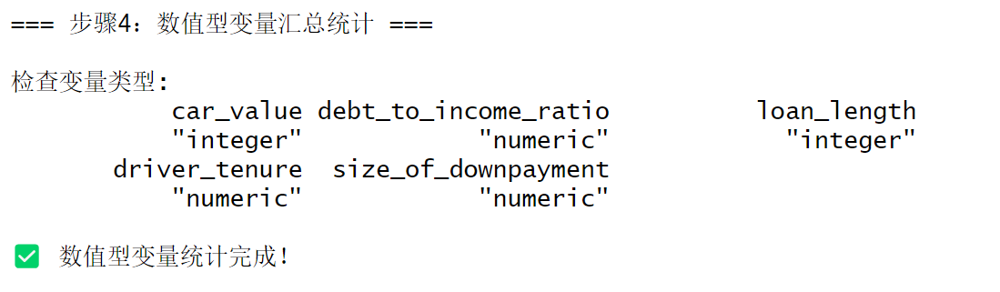 === 步骤4：数值型变量汇总统计 ===
检查变量类型:
car_value debt_to_income_ratio loan_length
"integer" "numeric" "integer"
driver_tenure size_of_downpayment
"numeric" "numeric"
✅ 数值型变量统计完成！